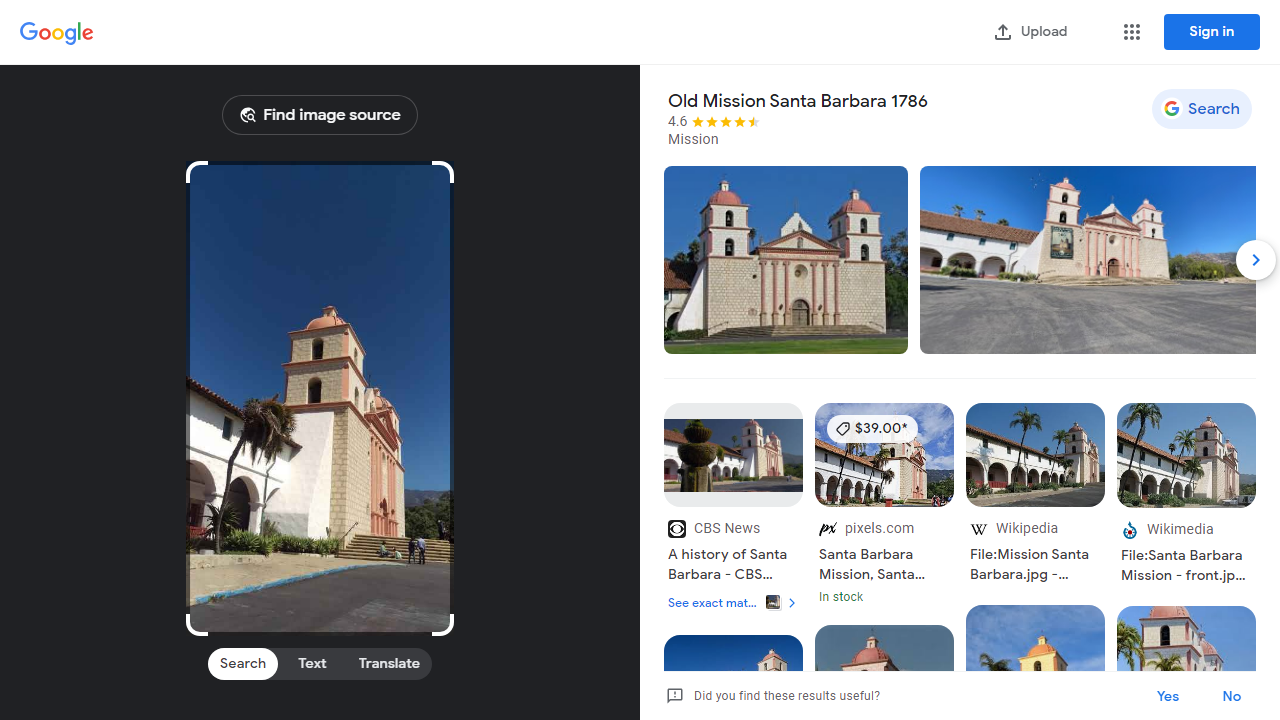 Google
Upload
Sign in
Find image source
Search
Text
Translate
Old Mission Santa Barbara 1786
4.6
Mission
Search
CBS News
A history of Santa
Barbara - CBS...
See exact mat...
$39.00*
px pixels.com
Santa Barbara
Mission, Santa...
In stock
W Wikipedia
File:Mission Santa
Barbara.jpg -...
Wikimedia
File:Santa Barbara
Mission - front.jp...
Did you find these results useful?
Yes
No